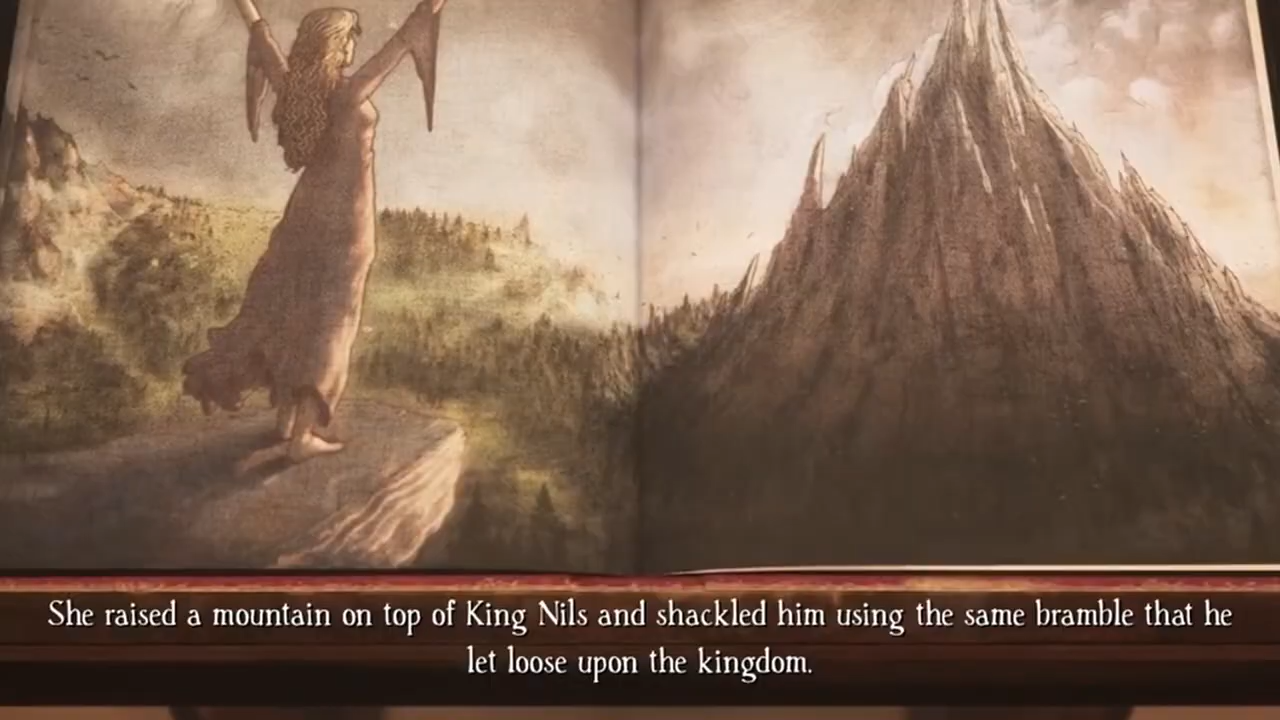 She raised a mountain on top of King Nils and shackled him using the same bramble that he
let loose upon the kingdom.